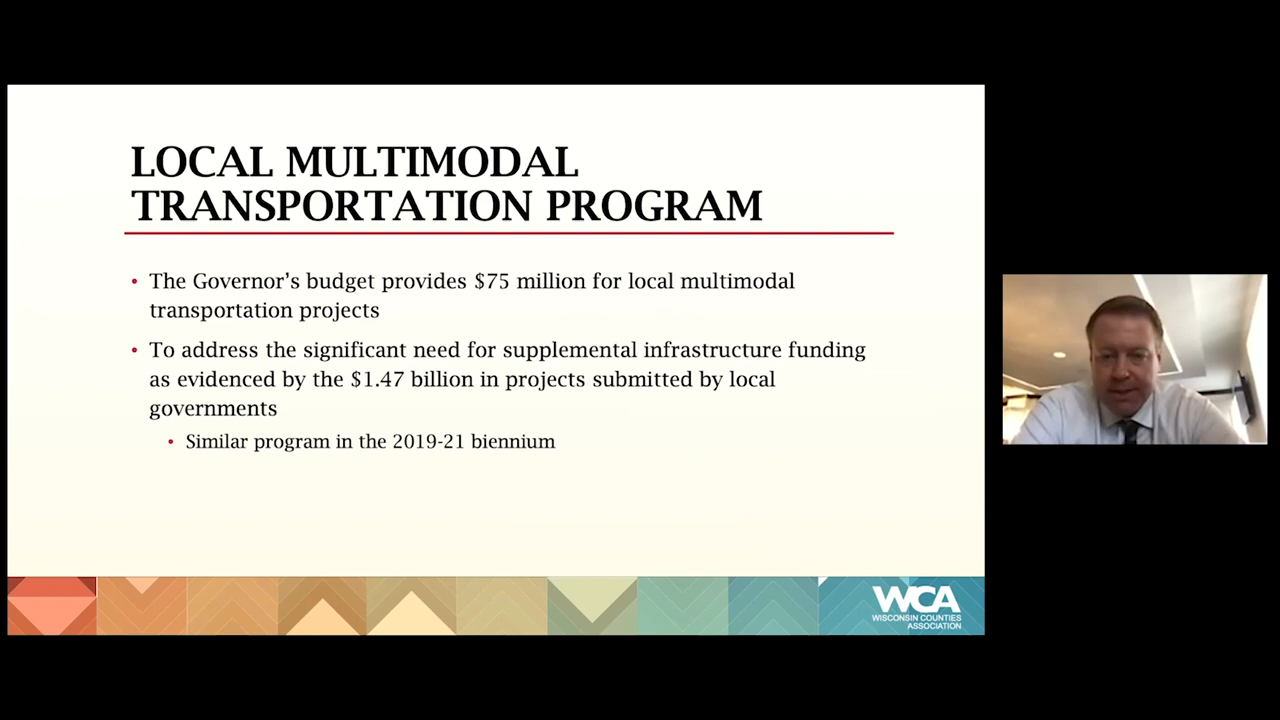 LOCAL MULTIMODAL
TRANSPORTATION PROGRAM
• The Governor’s budget provides $75 million for local multimodal
transportation projects
• To address the significant need for supplemental infrastructure funding
as evidenced by the $1.47 billion in projects submitted by local
governments
• Similar program in the 2019-21 biennium
WCA
WISCONSIN COUNTIES
ASSOCIATION